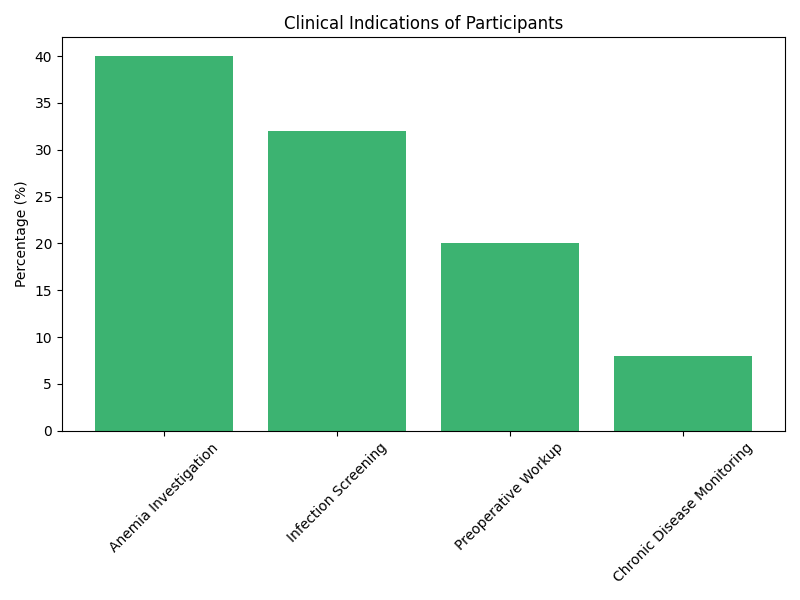 Clinical Indications of Participants
Percentage (%)
40
35
30
25
20
15
10
5
0
Anemia Investigation
Infection Screening
Preoperative Workup
Chronic Disease Monitoring